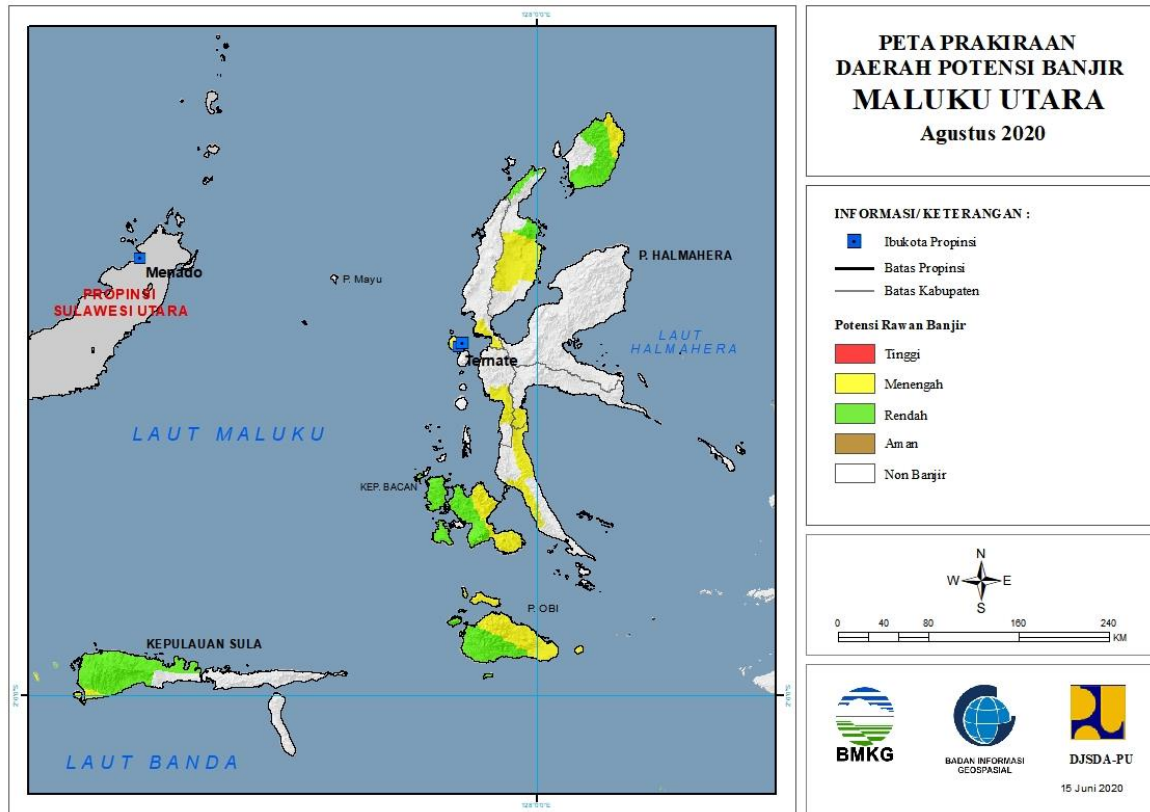 PETA PRAKIRAAN
DAERAH POTENSI BANJIR
MALUKU UTARA
Agustus 2020
INFORMASI/KETERANGAN :
Ibukota Propinsi
Batas Propinsi
Batas Kabupaten
Potensi Rawan Banjir
Tinggi
Menengah
Rendah
Aman
Non Banjir
N
W E
S
0 40 80 160 240
KM
BMKG
BADAN INFORMASI
GEOSPASIAL
DJSDA-PU
15 Juni 2020
Menado
PROPINSI
SULAWESI UTARA
P. Mayu
P. HALMAHERA
LAUT
HALMAHERA
Ternate
LAUT MALUKU
KEP. BACAN
P. OBI
KEPULAUAN SULA
LAUT BANDA